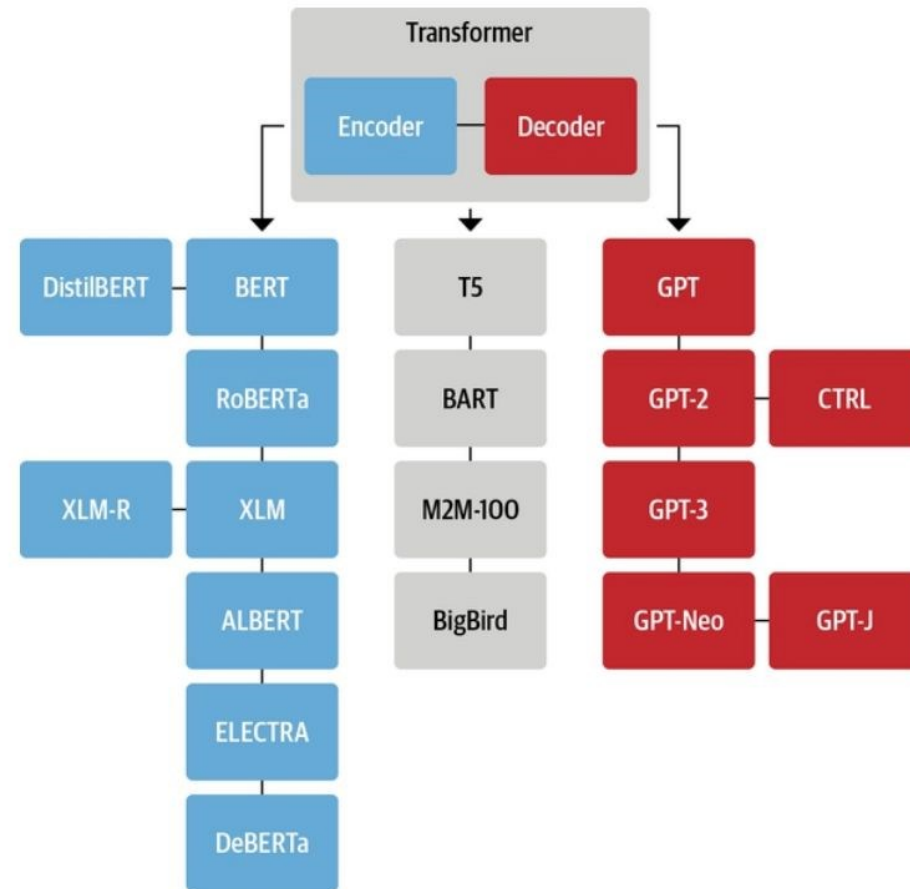 Transformer
Encoder
Decoder
DistilBERT
BERT
T5
GPT
RoBERTa
BART
GPT-2
CTRL
XLM-R
XLM
M2M-100
GPT-3
ALBERT
BigBird
GPT-Neo
GPT-J
ELECTRA
DeBERTa